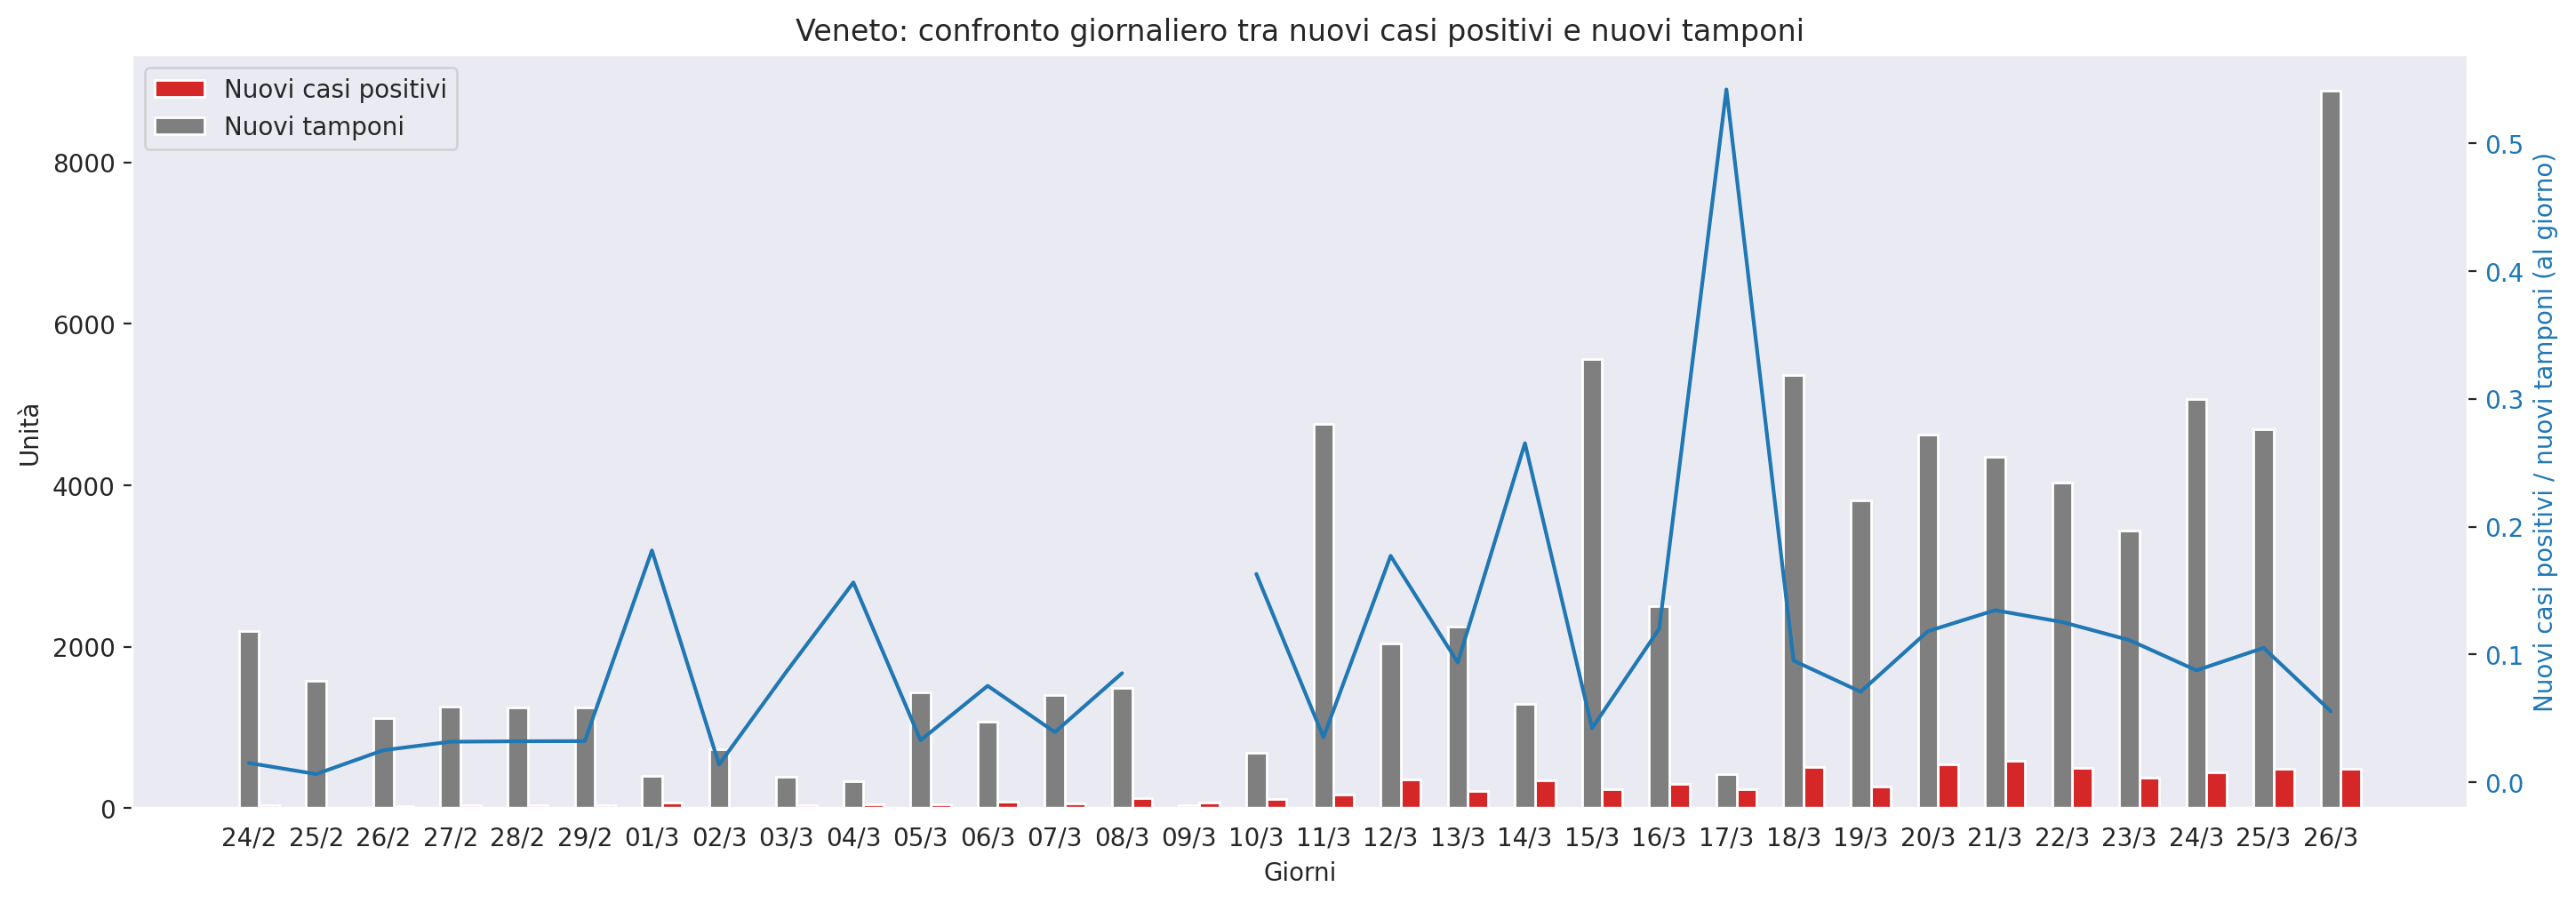 Veneto: confronto giornaliero tra nuovi casi positivi e nuovi tamponi
Nuovi casi positivi
Nuovi tamponi
Unità
8000
6000
4000
2000
0
0.5
0.4
0.3
0.2
0.1
0.0
Nuovi casi positivi / nuovi tamponi (al giorno)
24/2 25/2 26/2 27/2 28/2 29/2 01/3 02/3 03/3 04/3 05/3 06/3 07/3 08/3 09/3 10/3 11/3 12/3 13/3 14/3 15/3 16/3 17/3 18/3 19/3 20/3 21/3 22/3 23/3 24/3 25/3 26/3
Giorni